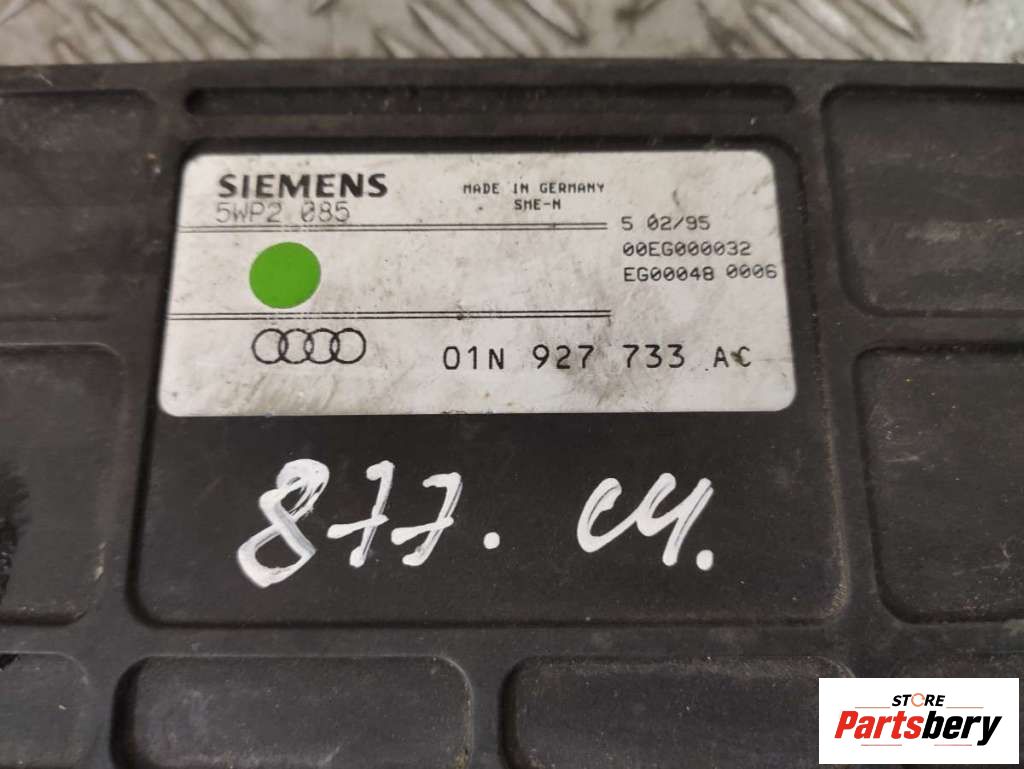 SIEMENS
MADE IN GERMANY
5WP2 085
SME-N
5 02/95
00EG000032
EG00048 0006
01N 927 733 AC
877. СЧ.
STORE
Partsbery